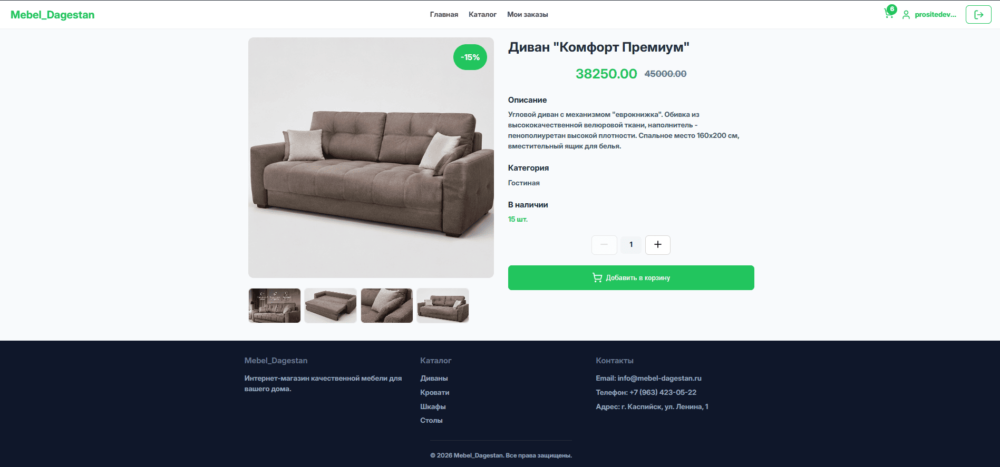 Mebel_Dagestan
Главная Каталог Мои заказы
6
prositedev...
-15%
Диван "Комфорт Премиум"
38250.00 45000.00
Описание
Угловой диван с механизмом "еврокнижка". Обивка из
высококачественной велюровой ткани, наполнитель -
пенополиуретан высокой плотности. Спальное место 160x200 см,
вместительный ящик для белья.
Категория
Гостиная
В наличии
15 шт.
1
Добавить в корзину
Mebel_Dagestan
Интернет-магазин качественной мебели для
вашего дома.
Каталог
Диваны
Кровати
Шкафы
Столы
Контакты
Email: info@mebel-dagestan.ru
Телефон: +7 (963) 423-05-22
Адрес: г. Каспийск, ул. Ленина, 1
© 2026 Mebel_Dagestan. Все права защищены.